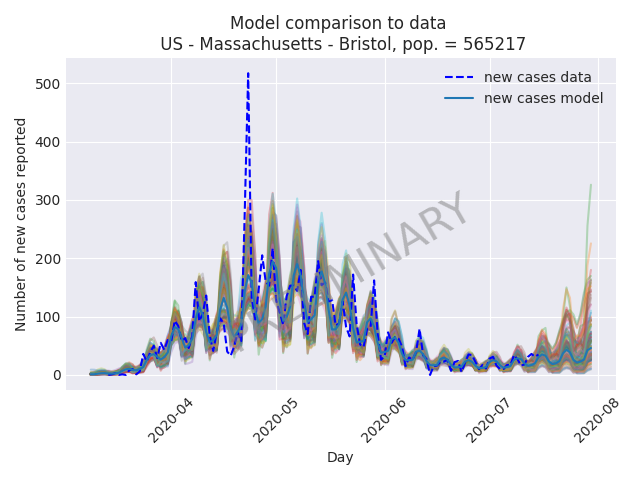 Model comparison to data
US - Massachusetts - Bristol, pop. = 565217
new cases data
new cases model
500
400
300
200
100
0
Number of new cases reported
2020-04
2020-05
2020-06
2020-07
2020-08
Day